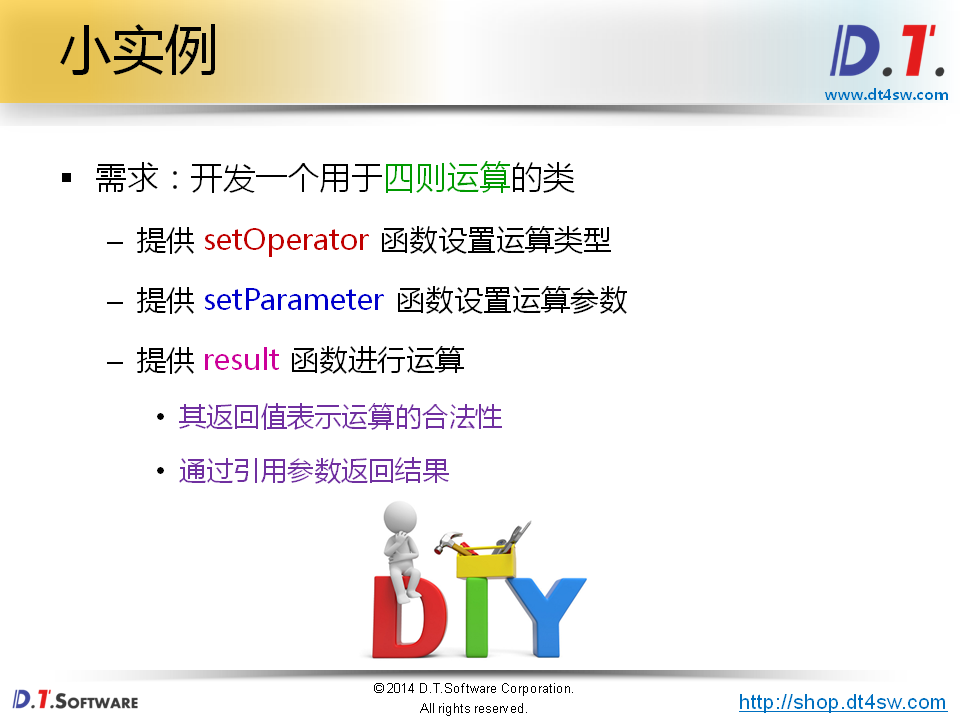 小实例
D.T.
www.dt4sw.com
▪ 需求：开发一个用于四则运算的类
– 提供 setOperator 函数设置运算类型
– 提供 setParameter 函数设置运算参数
– 提供 result 函数进行运算
• 其返回值表示运算的合法性
• 通过引用参数返回结果
DIY
D.T.SOFTWARE
©2014 D.T.Software Corporation.
All rights reserved.
http://shop.dt4sw.com